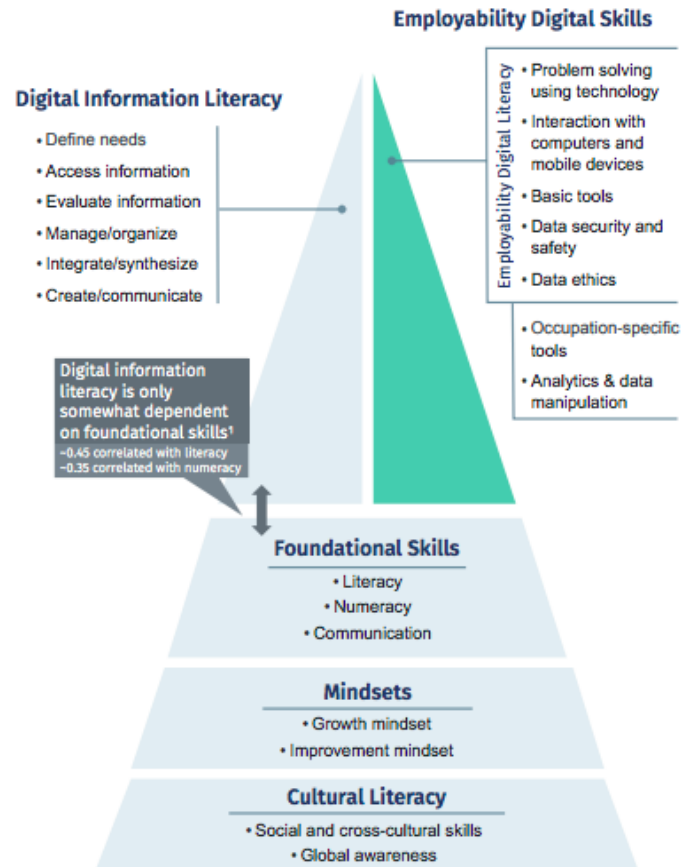 Employability Digital Skills
Employability Digital Literacy
• Problem solving
using technology
• Interaction with
computers and
mobile devices
• Basic tools
• Data security and
safety
• Data ethics
• Occupation-specific
tools
• Analytics & data
manipulation
Digital Information Literacy
• Define needs
• Access information
• Evaluate information
• Manage/organize
• Integrate/synthesize
• Create/communicate
Digital information
literacy is only
somewhat dependent
on foundational skills¹
~0.45 correlated with literacy
~0.35 correlated with numeracy
Foundational Skills
• Literacy
• Numeracy
• Communication
Mindsets
• Growth mindset
• Improvement mindset
Cultural Literacy
• Social and cross-cultural skills
• Global awareness